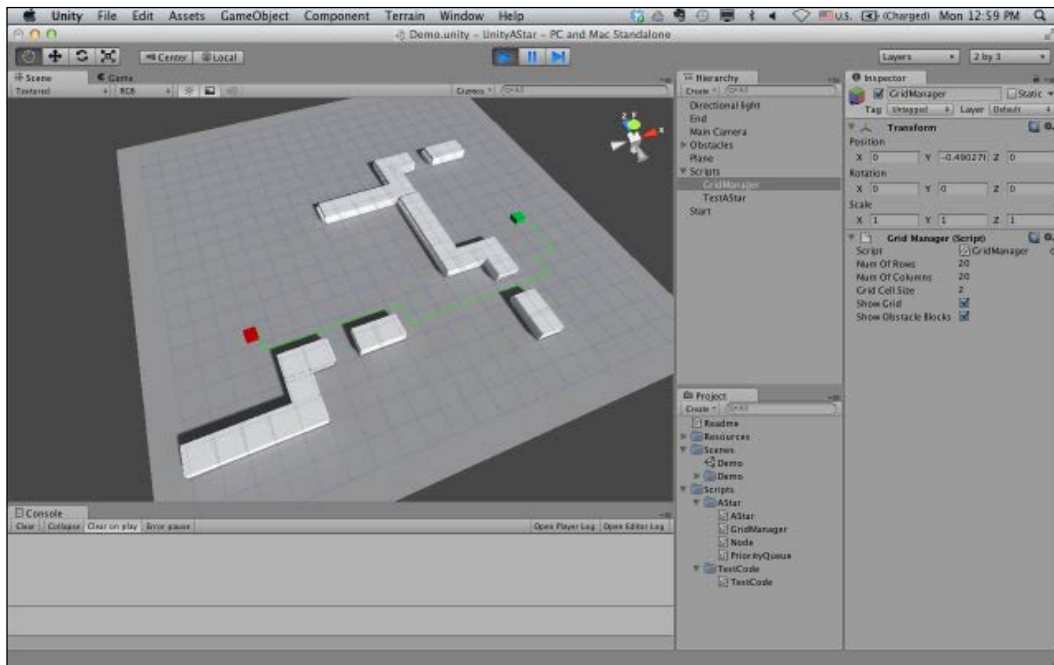 Unity File Edit Assets GameObject Component Terrain Window Help
U.S. (Charged) Mon 12:59 PM
Demo.unity - UnityAStar - PC and Mac Standalone
Center Local
Layers 2 by 3
Scene Game
Textured RGB Gizmos All
z y x
Hierarchy
Create All
Directional light
End
Main Camera
Obstacles
Plane
Scripts
GridManager
TestAStar
Start
Inspector
GridManager Static
Tag Untagged Layer Default
Transform
Position
X 0 Y -0.490278 Z 0
Rotation
X 0 Y 0 Z 0
Scale
X 1 Y 1 Z 1
Grid Manager (Script)
Script GridManager
Num Of Rows 20
Num Of Columns 20
Grid Cell Size 2
Show Grid
Show Obstacle Blocks
Project
Create All
Readme
Resources
Scenes
Demo
Demo
Scripts
AStar
AStar
GridManager
Node
PriorityQueue
TestCode
TestCode
Console
Clear Collapse Clear on play Error pause Open Player Log Open Editor Log